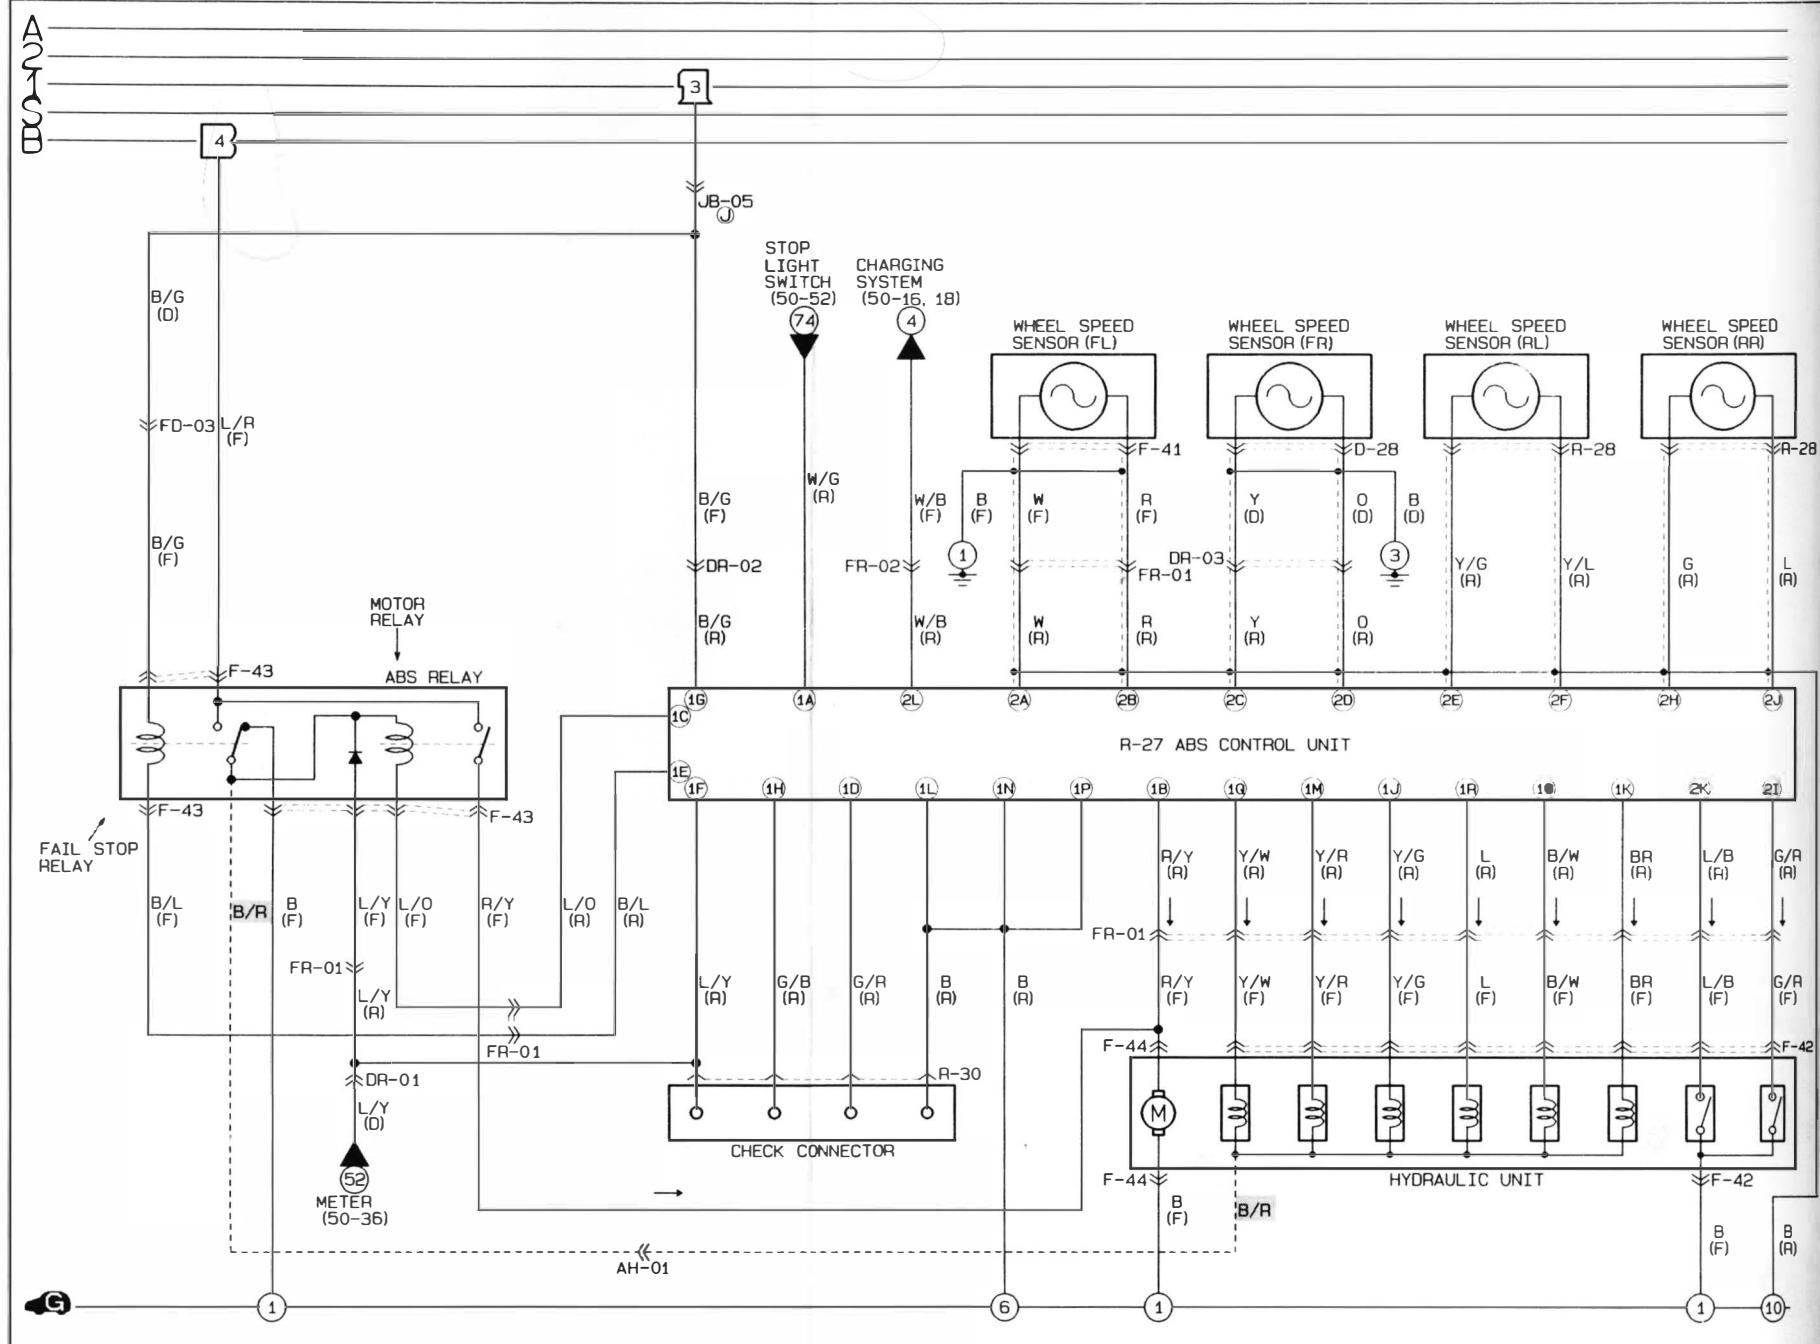 A
2
1
S
B
3
4
JB-05
J
STOP
LIGHT
SWITCH
(50-52)
74
CHARGING
SYSTEM
(50-16, 18)
4
WHEEL SPEED
SENSOR (FL)
WHEEL SPEED
SENSOR (FR)
WHEEL SPEED
SENSOR (RL)
WHEEL SPEED
SENSOR (RR)
B/G
(D)
FD-03
L/R
(F)
F-41
D-28
R-28
R-28
B/G
(F)
B/G
(F)
W/G
(R)
W/B
(F)
B
(F)
W
(F)
R
(F)
Y
(D)
O
(D)
B
(D)
1
3
DR-02
FR-02
FR-01
DR-03
Y/G
(R)
Y/L
(R)
G
(R)
L
(R)
B/G
(R)
W/B
(R)
W
(R)
R
(R)
Y
(R)
O
(R)
MOTOR
RELAY
F-43
ABS RELAY
1G
1A
2L
2A
2B
2C
2D
2E
2F
2H
2J
1C
R-27 ABS CONTROL UNIT
1E
1F
1H
1D
1L
1N
1P
1B
1Q
1M
1J
1R
1K
2K
2I
F-43
F-43
FAIL STOP
RELAY
B/L
(F)
B/R
B
(F)
L/Y
(F)
L/O
(F)
R/Y
(F)
L/O
(R)
B/L
(R)
R/Y
(R)
Y/W
(R)
Y/R
(R)
Y/G
(R)
L
(R)
B/W
(R)
BR
(R)
L/B
(R)
G/R
(R)
FR-01
FR-01
L/Y
(R)
L/Y
(R)
G/B
(R)
G/R
(R)
B
(R)
B
(R)
R/Y
(F)
Y/W
(F)
Y/R
(F)
Y/G
(F)
L
(F)
B/W
(F)
BR
(F)
L/B
(F)
G/R
(F)
FR-01
F-44
F-42
DR-01
R-30
L/Y
(D)
M
CHECK CONNECTOR
52
METER
(50-36)
F-44
HYDRAULIC UNIT
F-42
B
(F)
B/R
B
(F)
B
(R)
AH-01
G
1
6
1
1
10